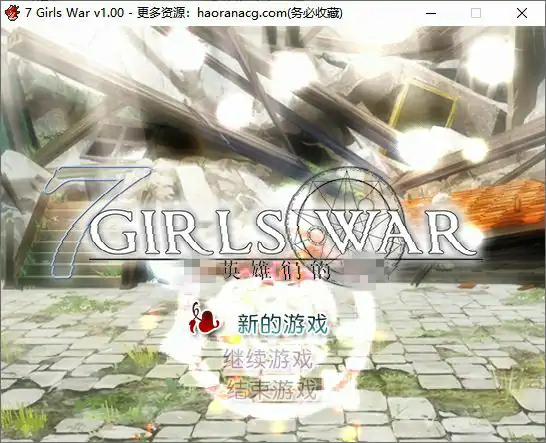 7 Girls War v1.00 - 更多资源：haoranacg.com(务必收藏)
7 GIRLS WAR
英雄们的
新的游戏
继续游戏
结束游戏